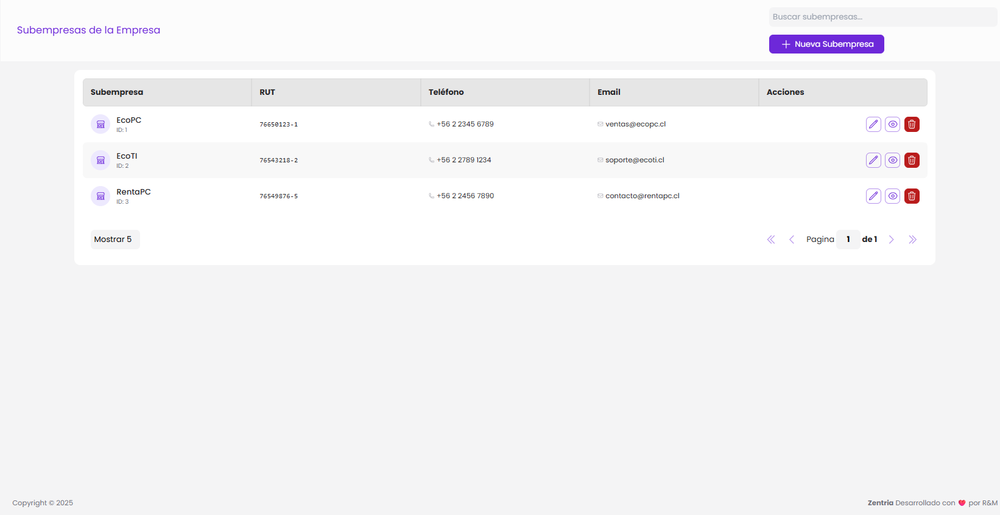 Subempresas de la Empresa
Buscar subempresas...
Nueva Subempresa
Subempresa RUT Teléfono Email Acciones
EcoPC
ID: 1
76650123-1 +56 2 2345 6789 ventas@ecopc.cl
EcoTI
ID: 2
76543218-2 +56 2 2789 1234 soporte@ecoti.cl
RentaPC
ID: 3
76549876-5 +56 2 2456 7890 contacto@rentapc.cl
Mostrar 5 Pagina 1 de 1
Copyright © 2025 Zentria Desarrollado con ❤ por R&M